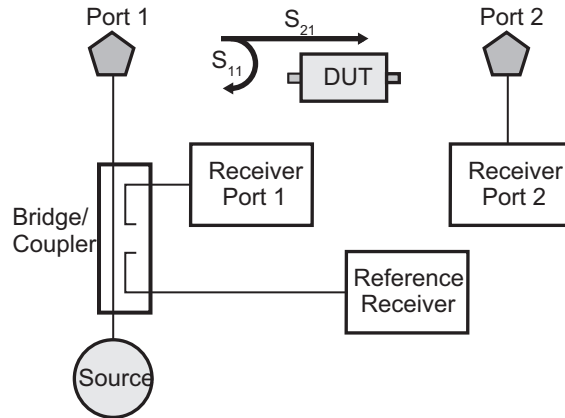 Port 1
Port 2
S21
S11
DUT
Receiver
Port 1
Receiver
Port 2
Bridge/
Coupler
Reference
Receiver
Source